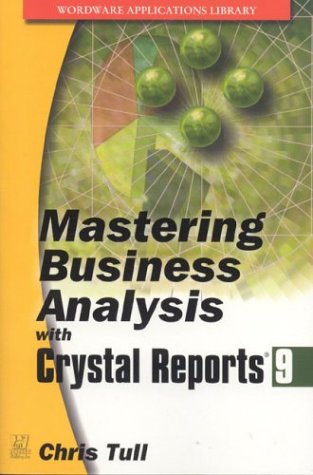 WORDWARE APPLICATIONS LIBRARY
Mastering
Business
Analysis
with
Crystal Reports® 9
Chris Tull